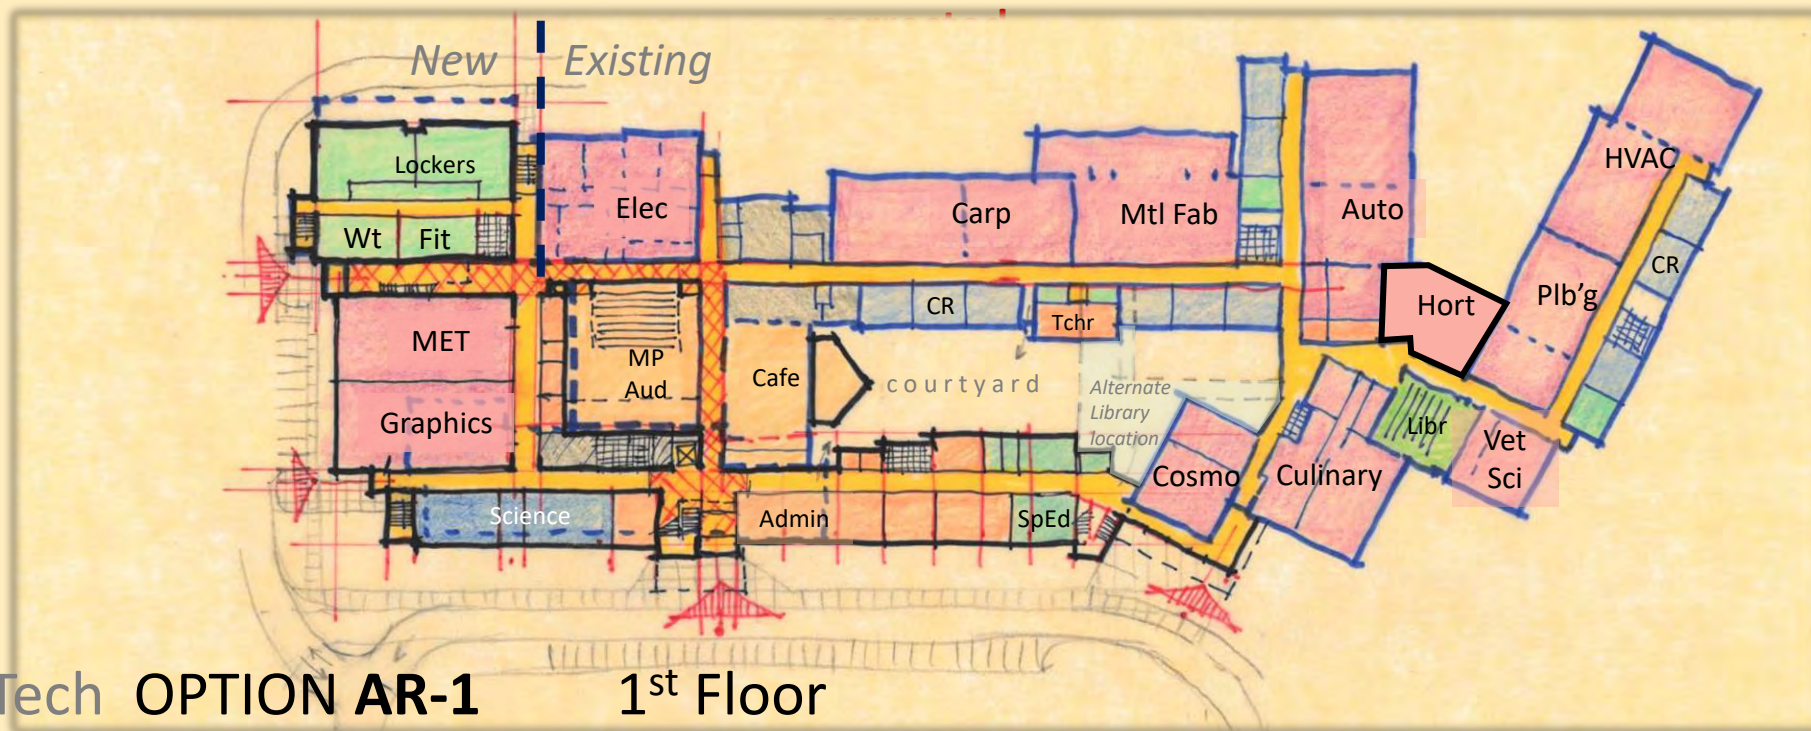 New Existing
Lockers
Wt Fit
Elec
Carp
Mtl Fab
Auto
HVAC
CR
Plb'g
Hort
MET
Graphics
MP
Aud
Cafe
CR
Tchr
courtyard
Alternate
Library
location
Cosmo
Culinary
Libr
Vet
Sci
Science
Admin
SpEd
Tech OPTION AR-1 1st Floor